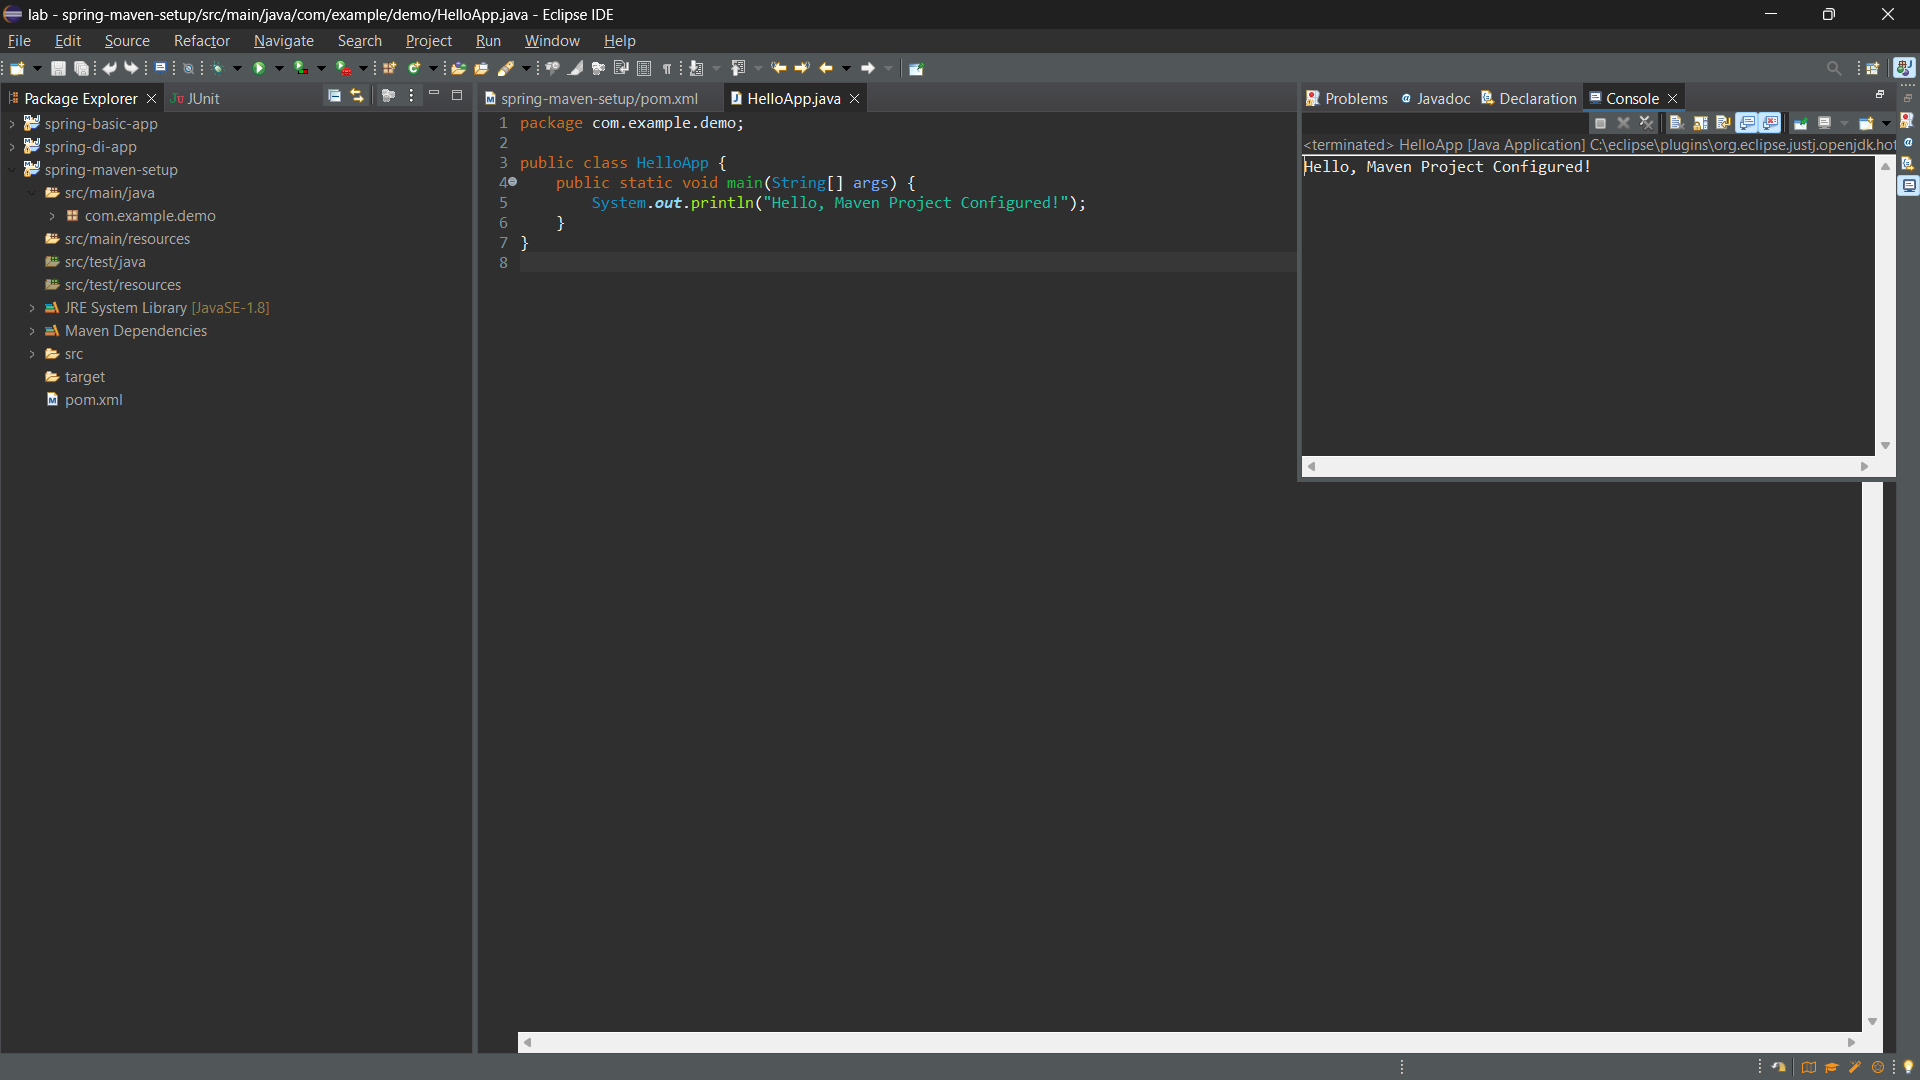 lab - spring-maven-setup/src/main/java/com/example/demo/HelloApp.java - Eclipse IDE
File Edit Source Refactor Navigate Search Project Run Window Help
Package Explorer
JUnit
spring-basic-app
spring-di-app
spring-maven-setup
src/main/java
com.example.demo
src/main/resources
src/test/java
src/test/resources
JRE System Library [JavaSE-1.8]
Maven Dependencies
src
target
pom.xml
spring-maven-setup/pom.xml
HelloApp.java
1 package com.example.demo;
2
3 public class HelloApp {
4 public static void main(String[] args) {
5 System.out.println("Hello, Maven Project Configured!");
6 }
7 }
8
Problems Javadoc Declaration Console
<terminated> HelloApp [Java Application] C:\eclipse\plugins\org.eclipse.justj.openjdk.hot
Hello, Maven Project Configured!